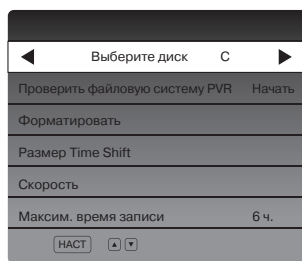 Выберите диск C
Проверить файловую систему PVR Начать
Форматировать
Размер Time Shift
Скорость
Максим. время записи 6 ч.
НАСТ